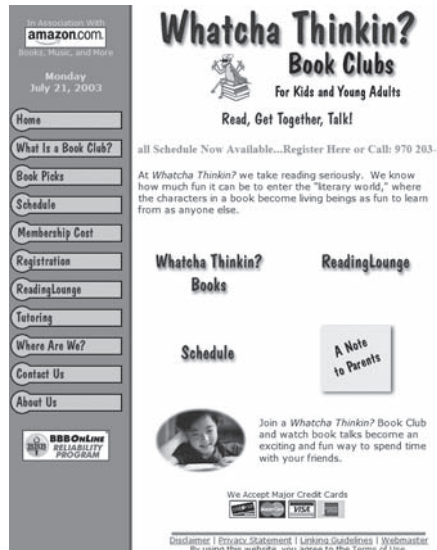 In Association With
amazon.com.
Books, Music, and More
Monday
July 21, 2003
Home
What Is a Book Club?
Book Picks
Schedule
Membership Cost
Registration
ReadingLounge
Tutoring
Where Are We?
Contact Us
About Us
BBB
BBBONLINE
RELIABILITY
PROGRAM
Whatcha Thinkin?
Book Clubs
For Kids and Young Adults
Read, Get Together, Talk!
all Schedule Now Available...Register Here or Call: 970 203-
At Whatcha Thinkin? we take reading seriously. We know
how much fun it can be to enter the "literary world," where
the characters in a book become living beings as fun to learn
from as anyone else.
Whatcha Thinkin?
Books
ReadingLounge
Schedule
A Note
to Parents
Join a Whatcha Thinkin? Book Club
and watch book talks become an
exciting and fun way to spend time
with your friends.
We Accept Major Credit Cards
VISA
Disclaimer | Privacy Statement | Linking Guidelines | Webmaster
By using this website, you agree to the Terms of Use